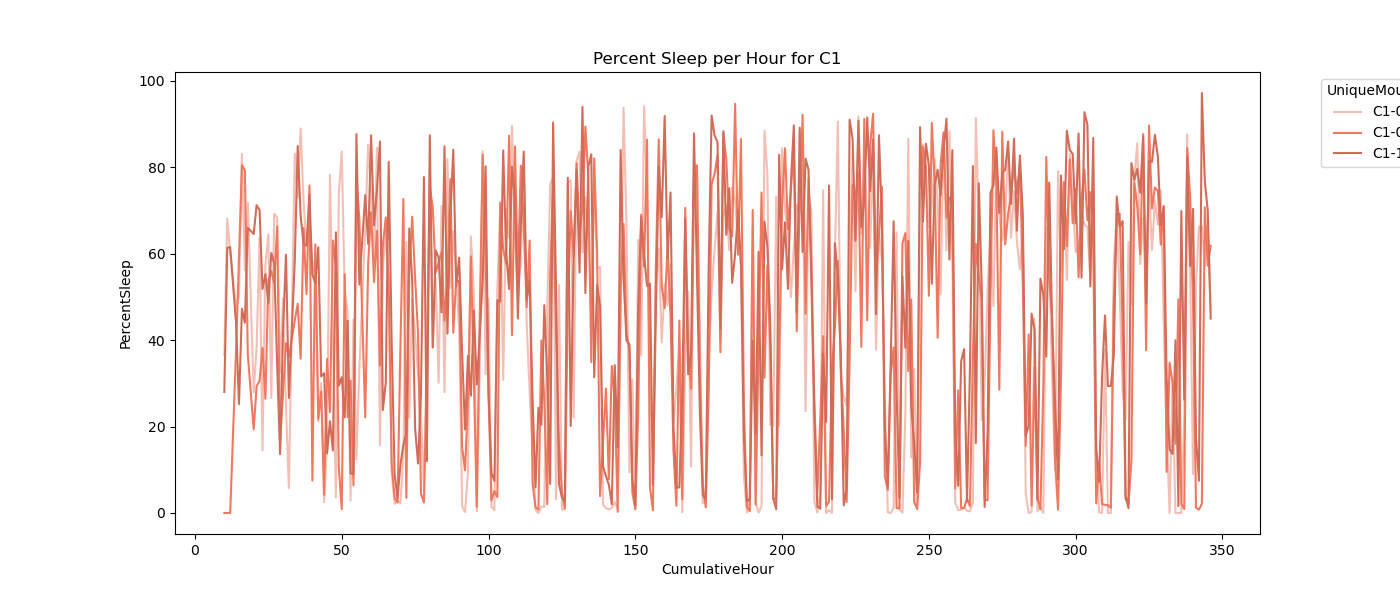 Percent Sleep per Hour for C1
UniqueMou
C1-0
C1-0
C1-1
100
80
60
40
20
0
PercentSleep
0 50 100 150 200 250 300 350
CumulativeHour